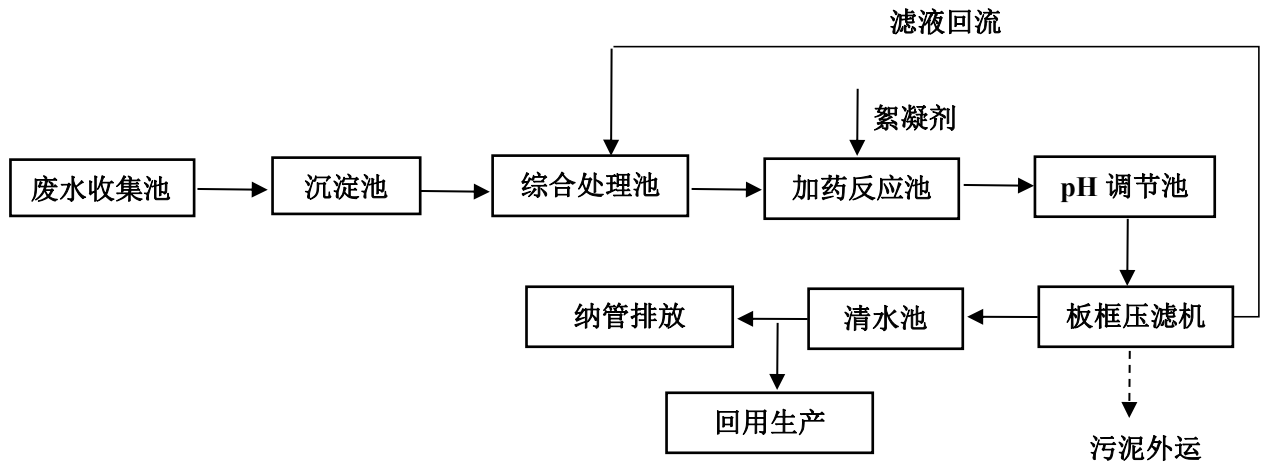 滤液回流
絮凝剂
废水收集池
沉淀池
综合处理池
加药反应池
pH 调节池
纳管排放
清水池
板框压滤机
回用生产
污泥外运